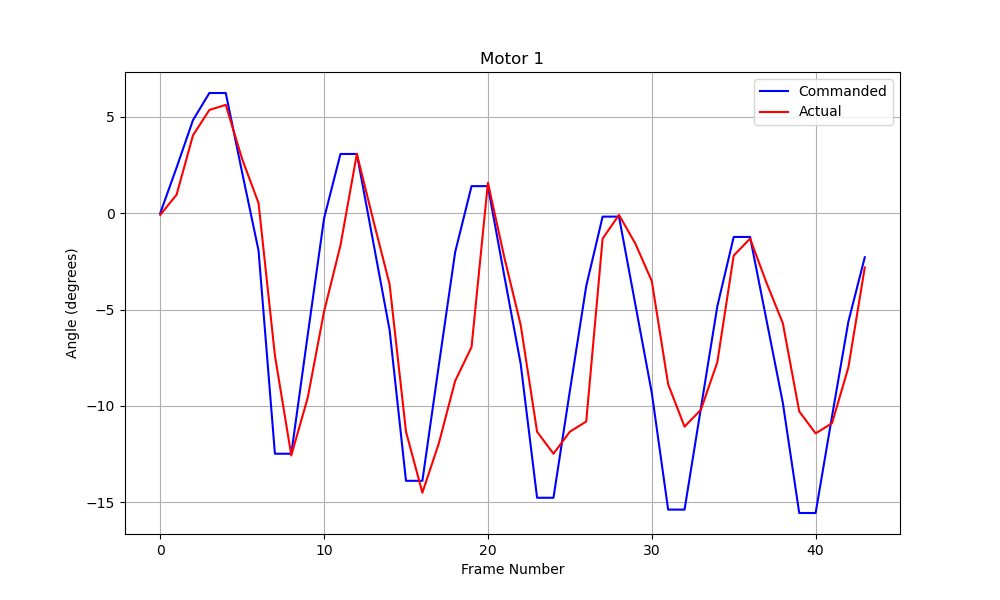 Motor 1
Commanded
Actual
Angle (degrees)
5
0
−5
−10
−15
0 10 20 30 40
Frame Number